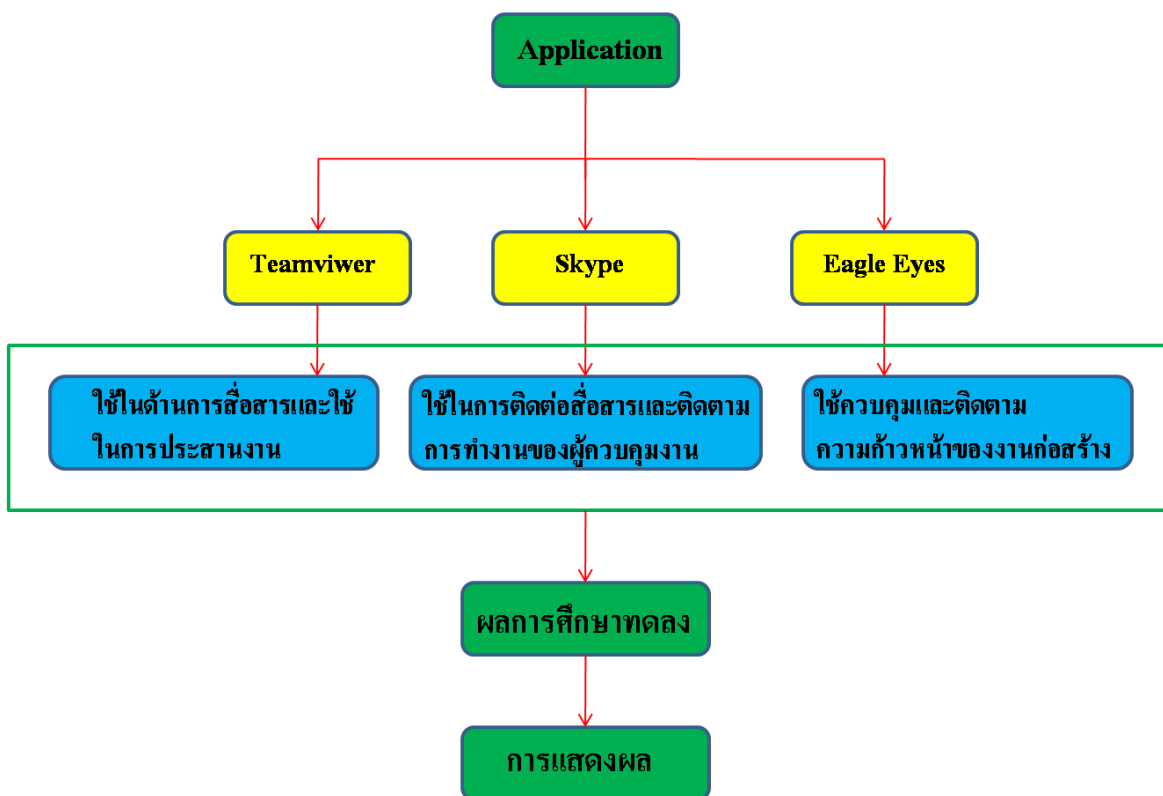 Application
Teamviwer
Skype
Eagle Eyes
ใช้ในด้านการสื่อสารและใช้
ในการประสานงาน
ใช้ในการติดต่อสื่อสารและติดตาม
การทำงานของผู้ควบคุมงาน
ใช้ควบคุมและติดตาม
ความก้าวหน้าของงานก่อสร้าง
ผลการศึกษาทดลง
การแสดงผล